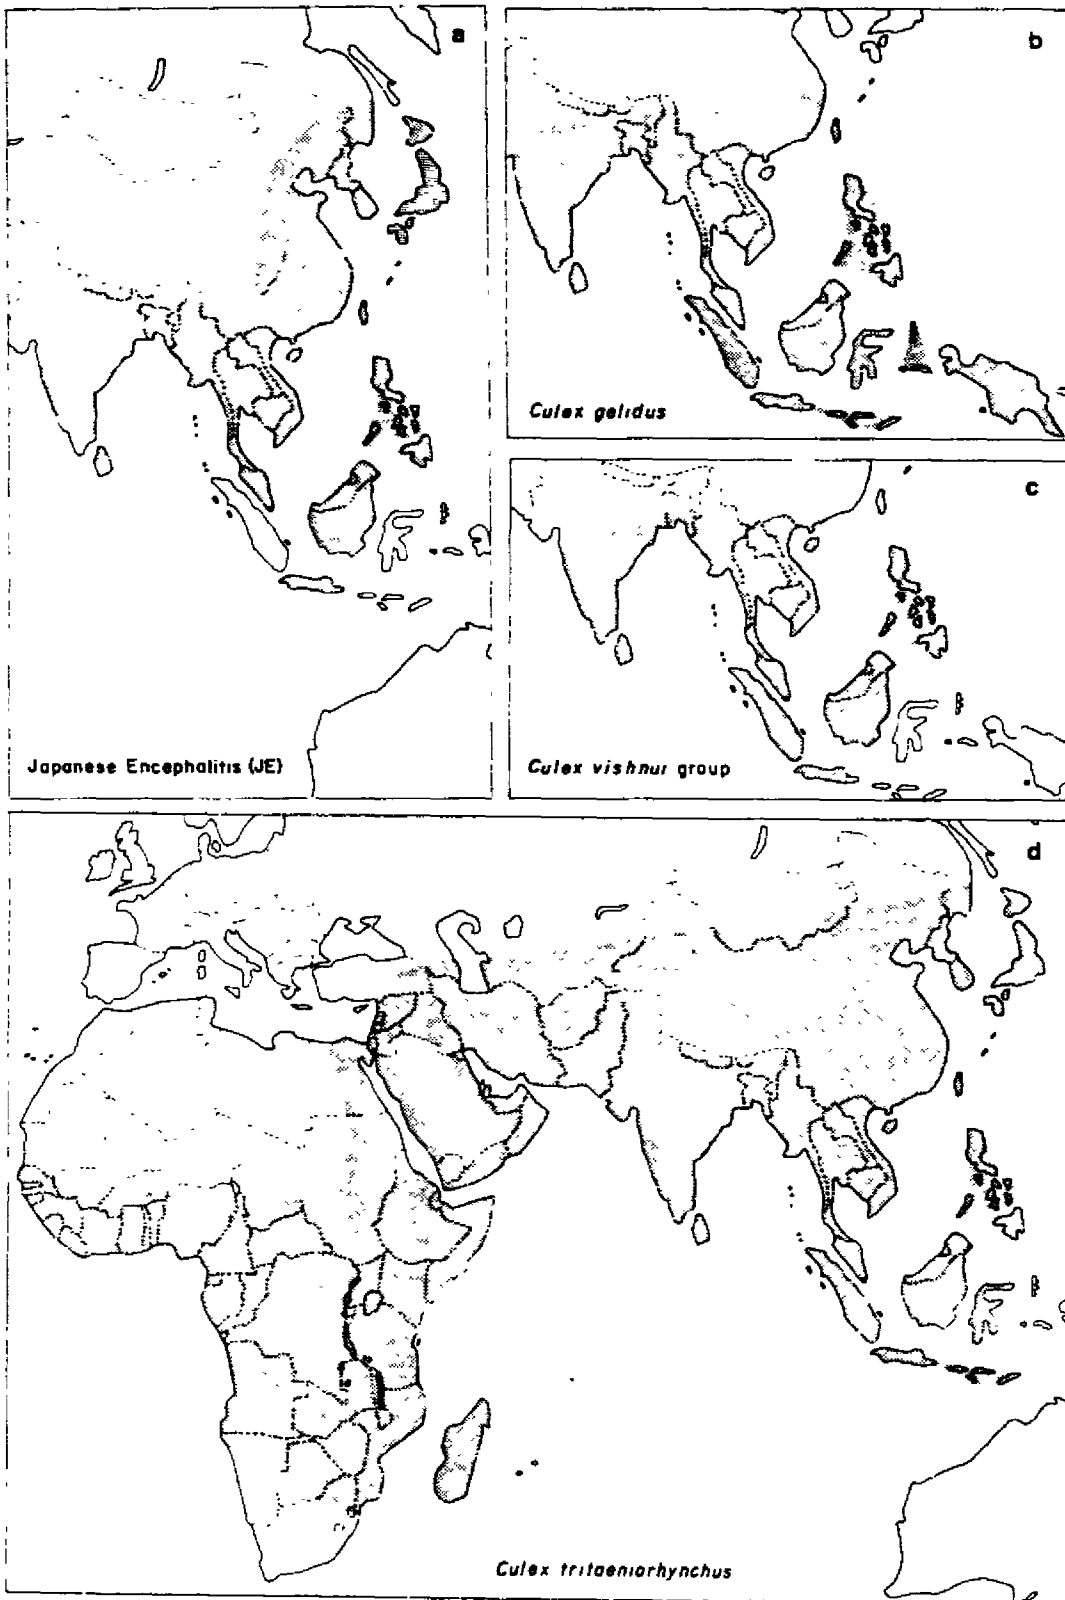 a
Japanese Encephalitis (JE)
b
Culex gelidus
c
Culex vishnui group
d
Culex tritaeniorhynchus